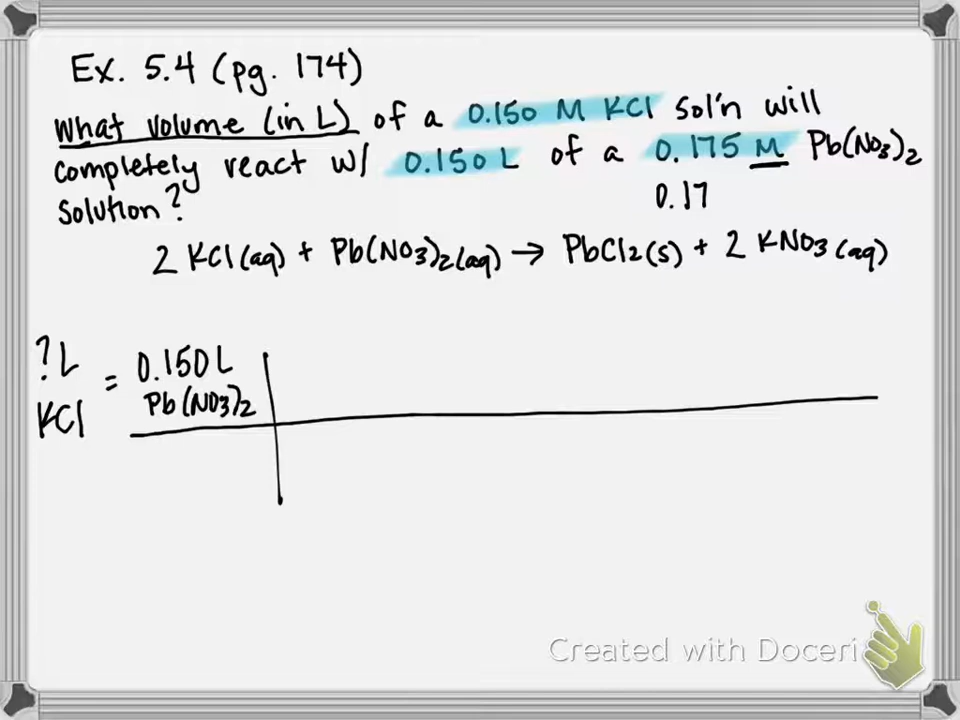 Ex. 5.4 (pg. 174)
What volume (in L) of a 0.150 M KCl sol'n will
completely react w/ 0.150 L of a 0.175 M Pb(NO3)2
solution?
0.17
2 KCl(aq) + Pb(NO3)2(aq) → PbCl2(s) + 2 KNO3(aq)
?L = 0.150L
KCl Pb(NO3)2
Created with Doceri